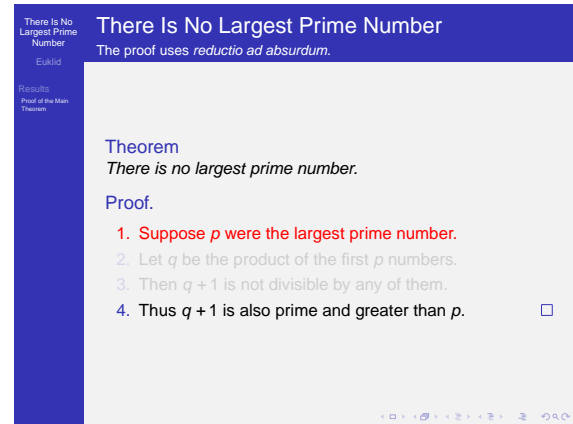 There Is No
Largest Prime
Number
Euklid
Results
Proof of the Main
Theorem
There Is No Largest Prime Number
The proof uses reductio ad absurdum.
Theorem
There is no largest prime number.
Proof.
1. Suppose p were the largest prime number.
2. Let q be the product of the first p numbers.
3. Then q + 1 is not divisible by any of them.
4. Thus q + 1 is also prime and greater than p. □